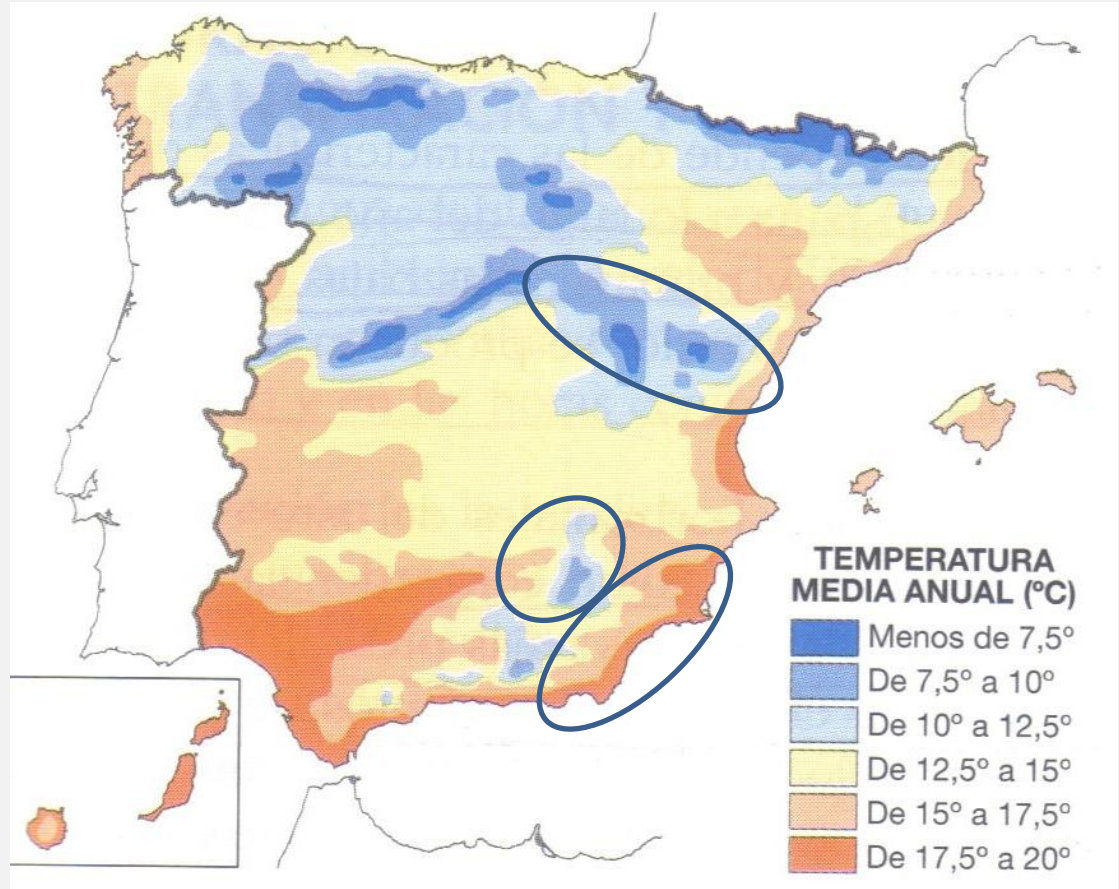 TEMPERATURA
MEDIA ANUAL (ºC)
Menos de 7,5º
De 7,5º a 10º
De 10º a 12,5º
De 12,5º a 15º
De 15º a 17,5º
De 17,5º a 20º